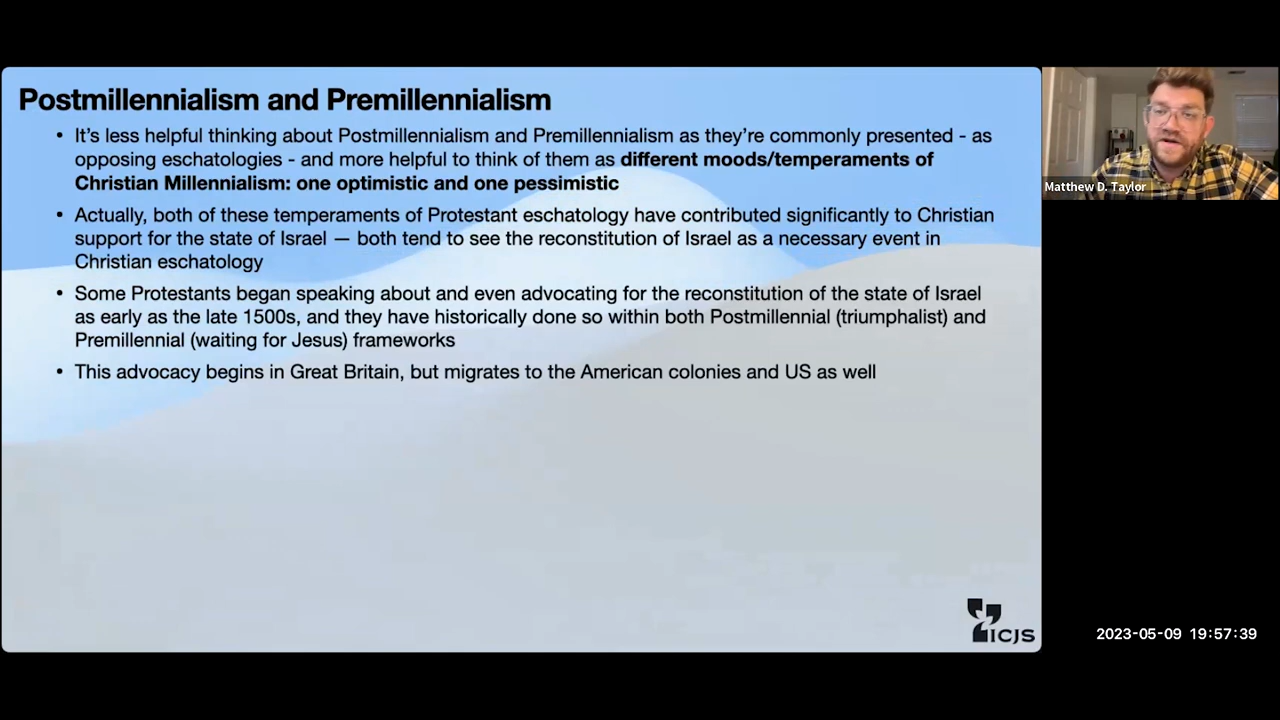 Postmillennialism and Premillennialism
• It's less helpful thinking about Postmillennialism and Premillennialism as they're commonly presented - as
opposing eschatologies - and more helpful to think of them as different moods/temperaments of
Christian Millennialism: one optimistic and one pessimistic
• Actually, both of these temperaments of Protestant eschatology have contributed significantly to Christian
support for the state of Israel — both tend to see the reconstitution of Israel as a necessary event in
Christian eschatology
• Some Protestants began speaking about and even advocating for the reconstitution of the state of Israel
as early as the late 1500s, and they have historically done so within both Postmillennial (triumphalist) and
Premillennial (waiting for Jesus) frameworks
• This advocacy begins in Great Britain, but migrates to the American colonies and US as well
ICJS
Matthew D. Taylor
2023-05-09 19:57:39